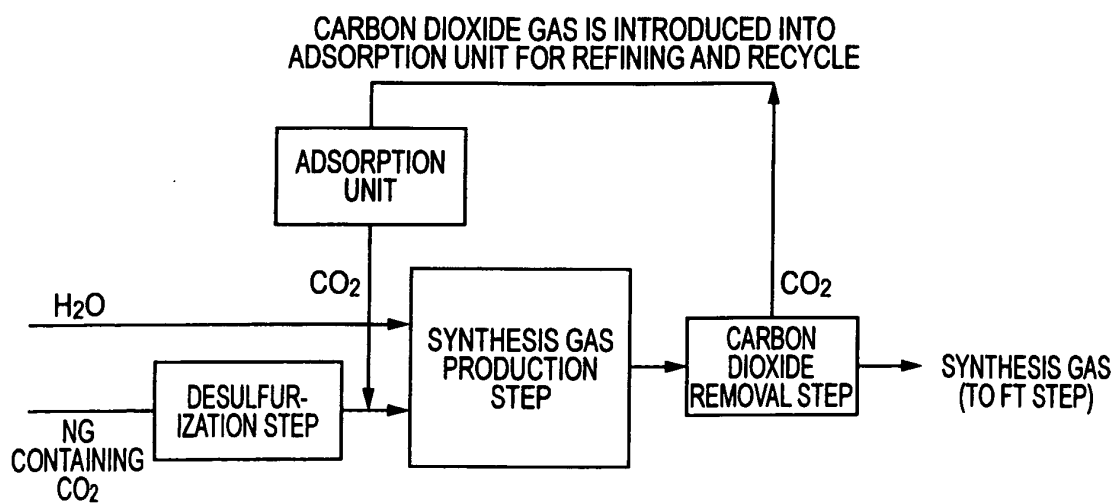 CARBON DIOXIDE GAS IS INTRODUCED INTO
ADSORPTION UNIT FOR REFINING AND RECYCLE
ADSORPTION
UNIT
CO₂
CO₂
H₂O
SYNTHESIS GAS
PRODUCTION
STEP
CARBON
DIOXIDE
REMOVAL STEP
SYNTHESIS GAS
(TO FT STEP)
DESULFUR-
IZATION STEP
NG
CONTAINING
CO₂